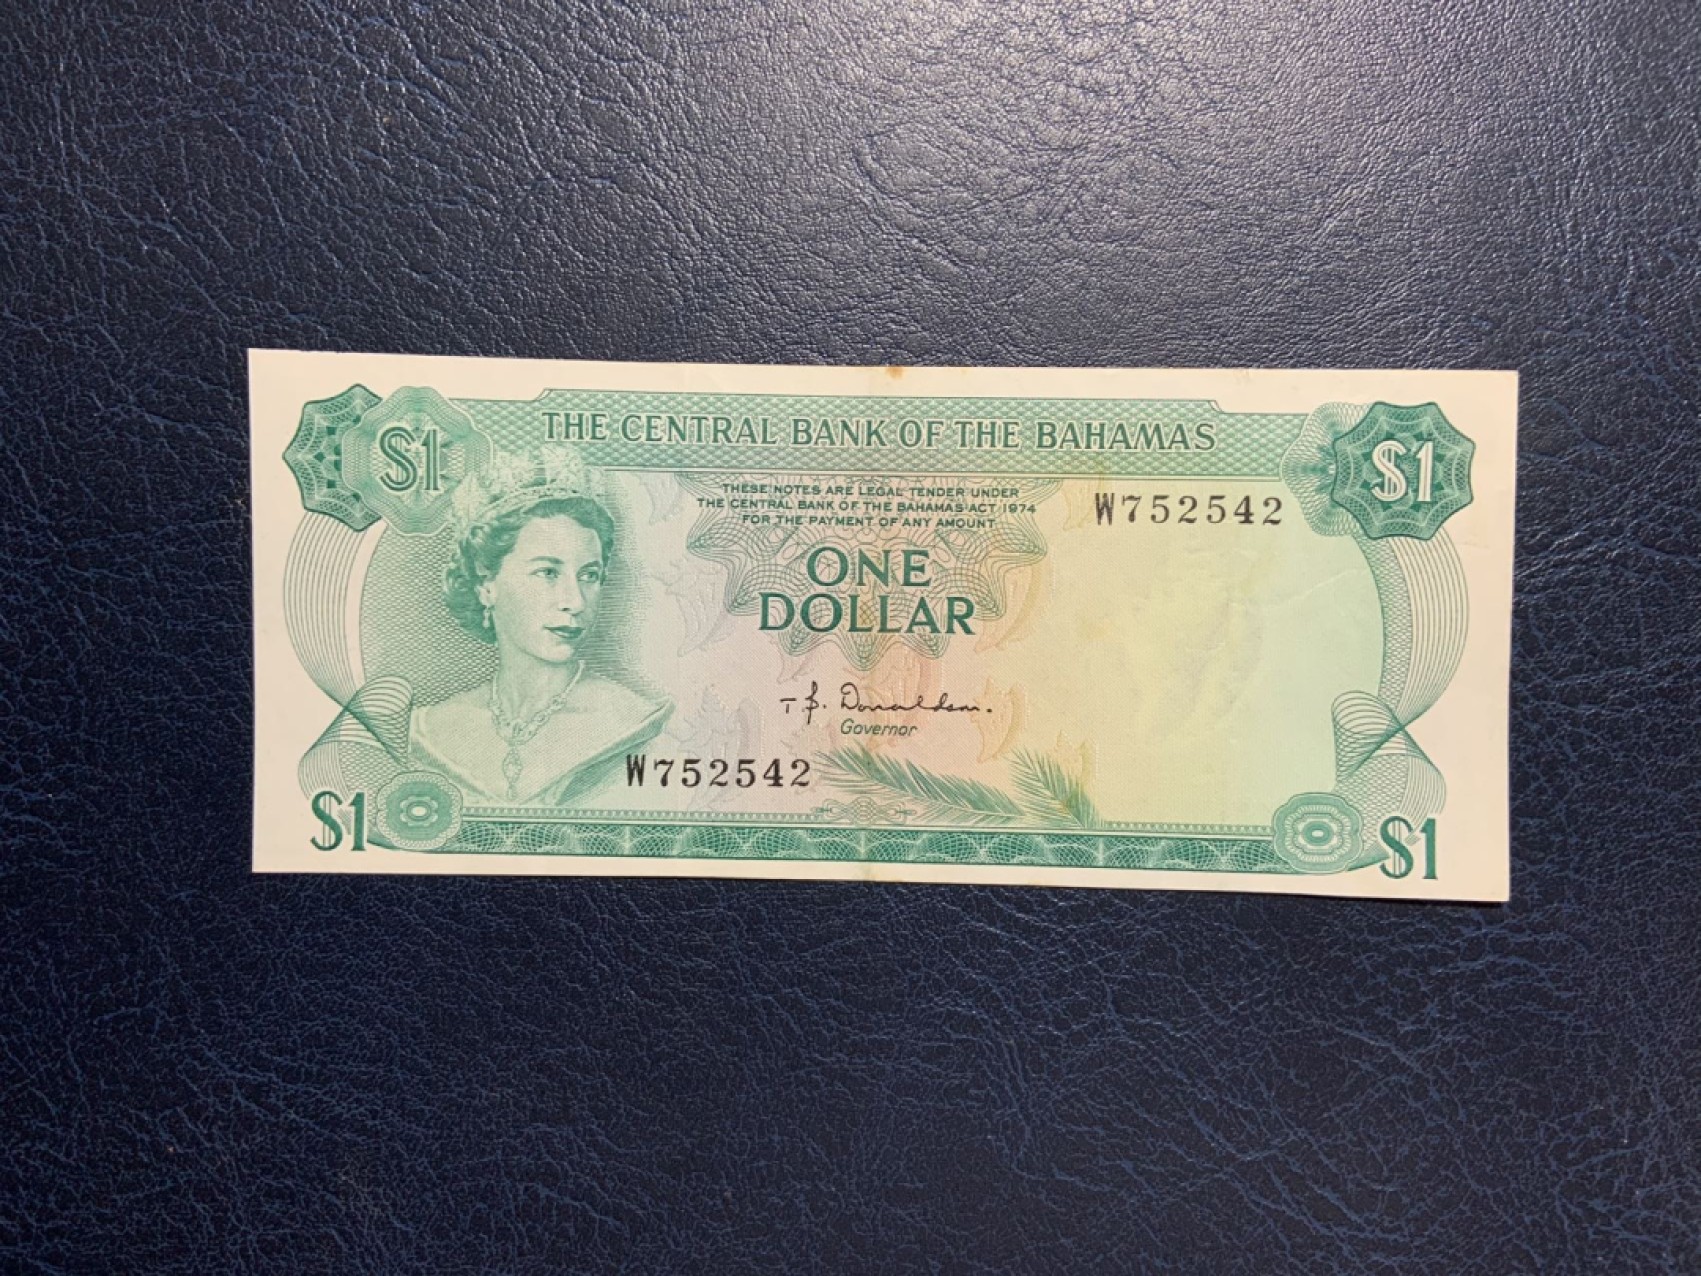 $1
THE CENTRAL BANK OF THE BAHAMAS
$1
THESE NOTES ARE LEGAL TENDER UNDER
THE CENTRAL BANK OF THE BAHAMAS ACT 1974
FOR THE PAYMENT OF ANY AMOUNT
W752542
ONE
DOLLAR
T B. Donaldson.
Governor
W752542
$1
$1